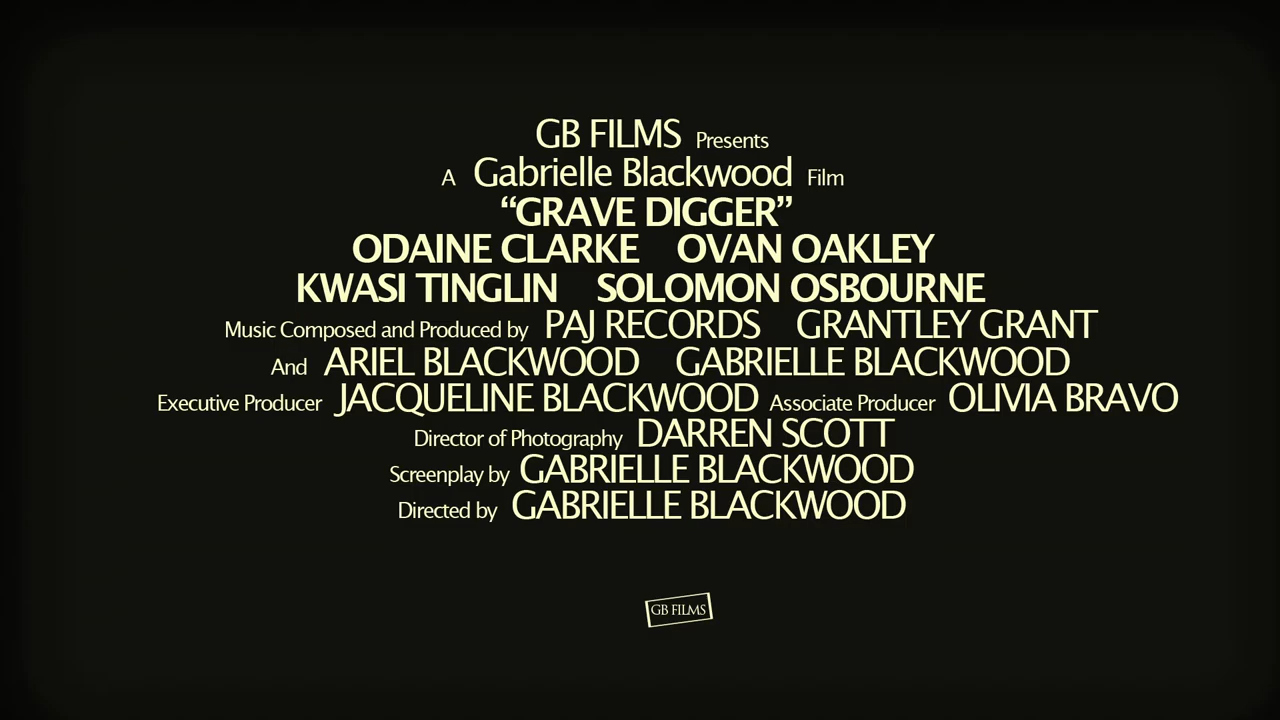 GB FILMS Presents
A Gabrielle Blackwood Film
“GRAVE DIGGER”
ODAINE CLARKE OVAN OAKLEY
KWASI TINGLIN SOLOMON OSBOURNE
Music Composed and Produced by PAJ RECORDS GRANTLEY GRANT
And ARIEL BLACKWOOD GABRIELLE BLACKWOOD
Executive Producer JACQUELINE BLACKWOOD Associate Producer OLIVIA BRAVO
Director of Photography DARREN SCOTT
Screenplay by GABRIELLE BLACKWOOD
Directed by GABRIELLE BLACKWOOD
GB FILMS